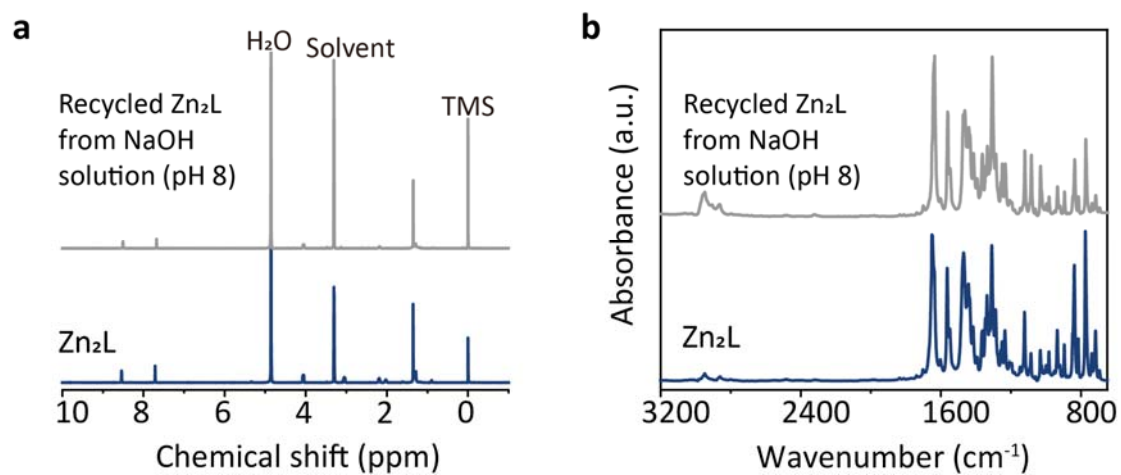 a
H₂O
Solvent
TMS
Recycled Zn₂L
from NaOH
solution (pH 8)
Zn₂L
10 8 6 4 2 0
Chemical shift (ppm)
b
Absorbance (a.u.)
Recycled Zn₂L
from NaOH
solution (pH 8)
Zn₂L
3200 2400 1600 800
Wavenumber (cm⁻¹)